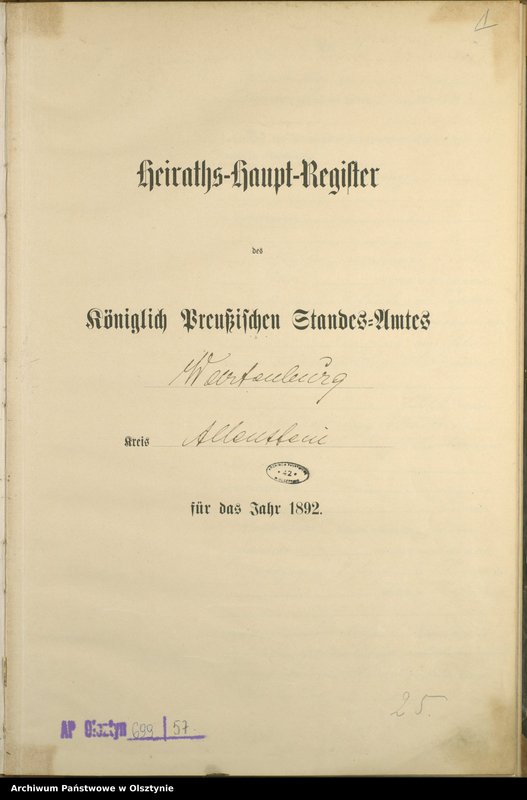 1
Heiraths-Haupt-Register
des
Königlich Preußischen Standes-Amtes
Wartenburg
Kreis Allenstein
42
für das Jahr 1892.
25.
AP Olsztyn 699 | 57.
Archiwum Państwowe w Olsztynie